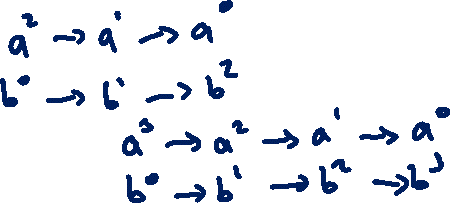 a² → a¹ → a⁰
b⁰ → b¹ → b²
a³ → a² → a¹ → a⁰
b⁰ → b¹ → b² → b³